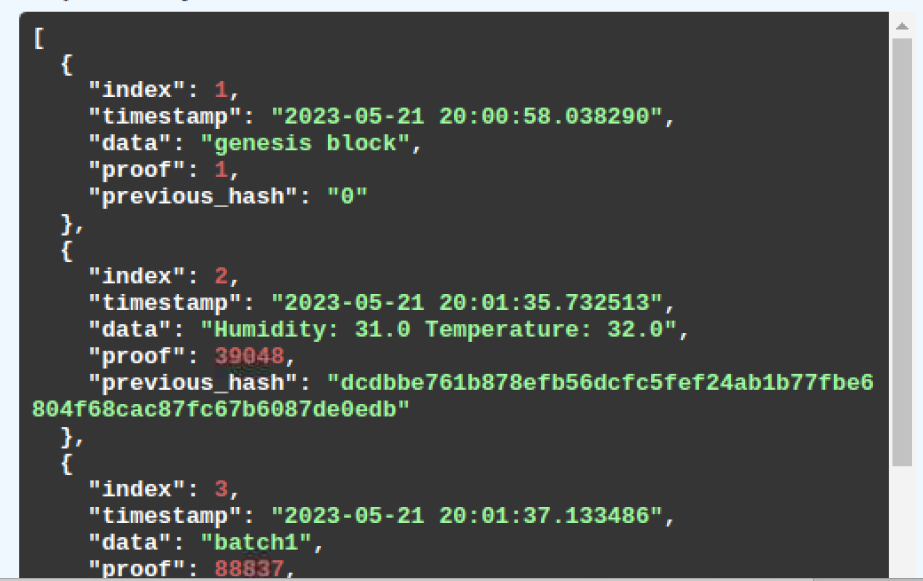 [
{
"index": 1,
"timestamp": "2023-05-21 20:00:58.038290",
"data": "genesis block",
"proof": 1,
"previous_hash": "0"
},
{
"index": 2,
"timestamp": "2023-05-21 20:01:35.732513",
"data": "Humidity: 31.0 Temperature: 32.0",
"proof": 39048,
"previous_hash": "dcdbbe761b878efb56dcfc5fef24ab1b77fbe6
804f68cac87fc67b6087de0edb"
},
{
"index": 3,
"timestamp": "2023-05-21 20:01:37.133486",
"data": "batch1",
"proof": 88837,